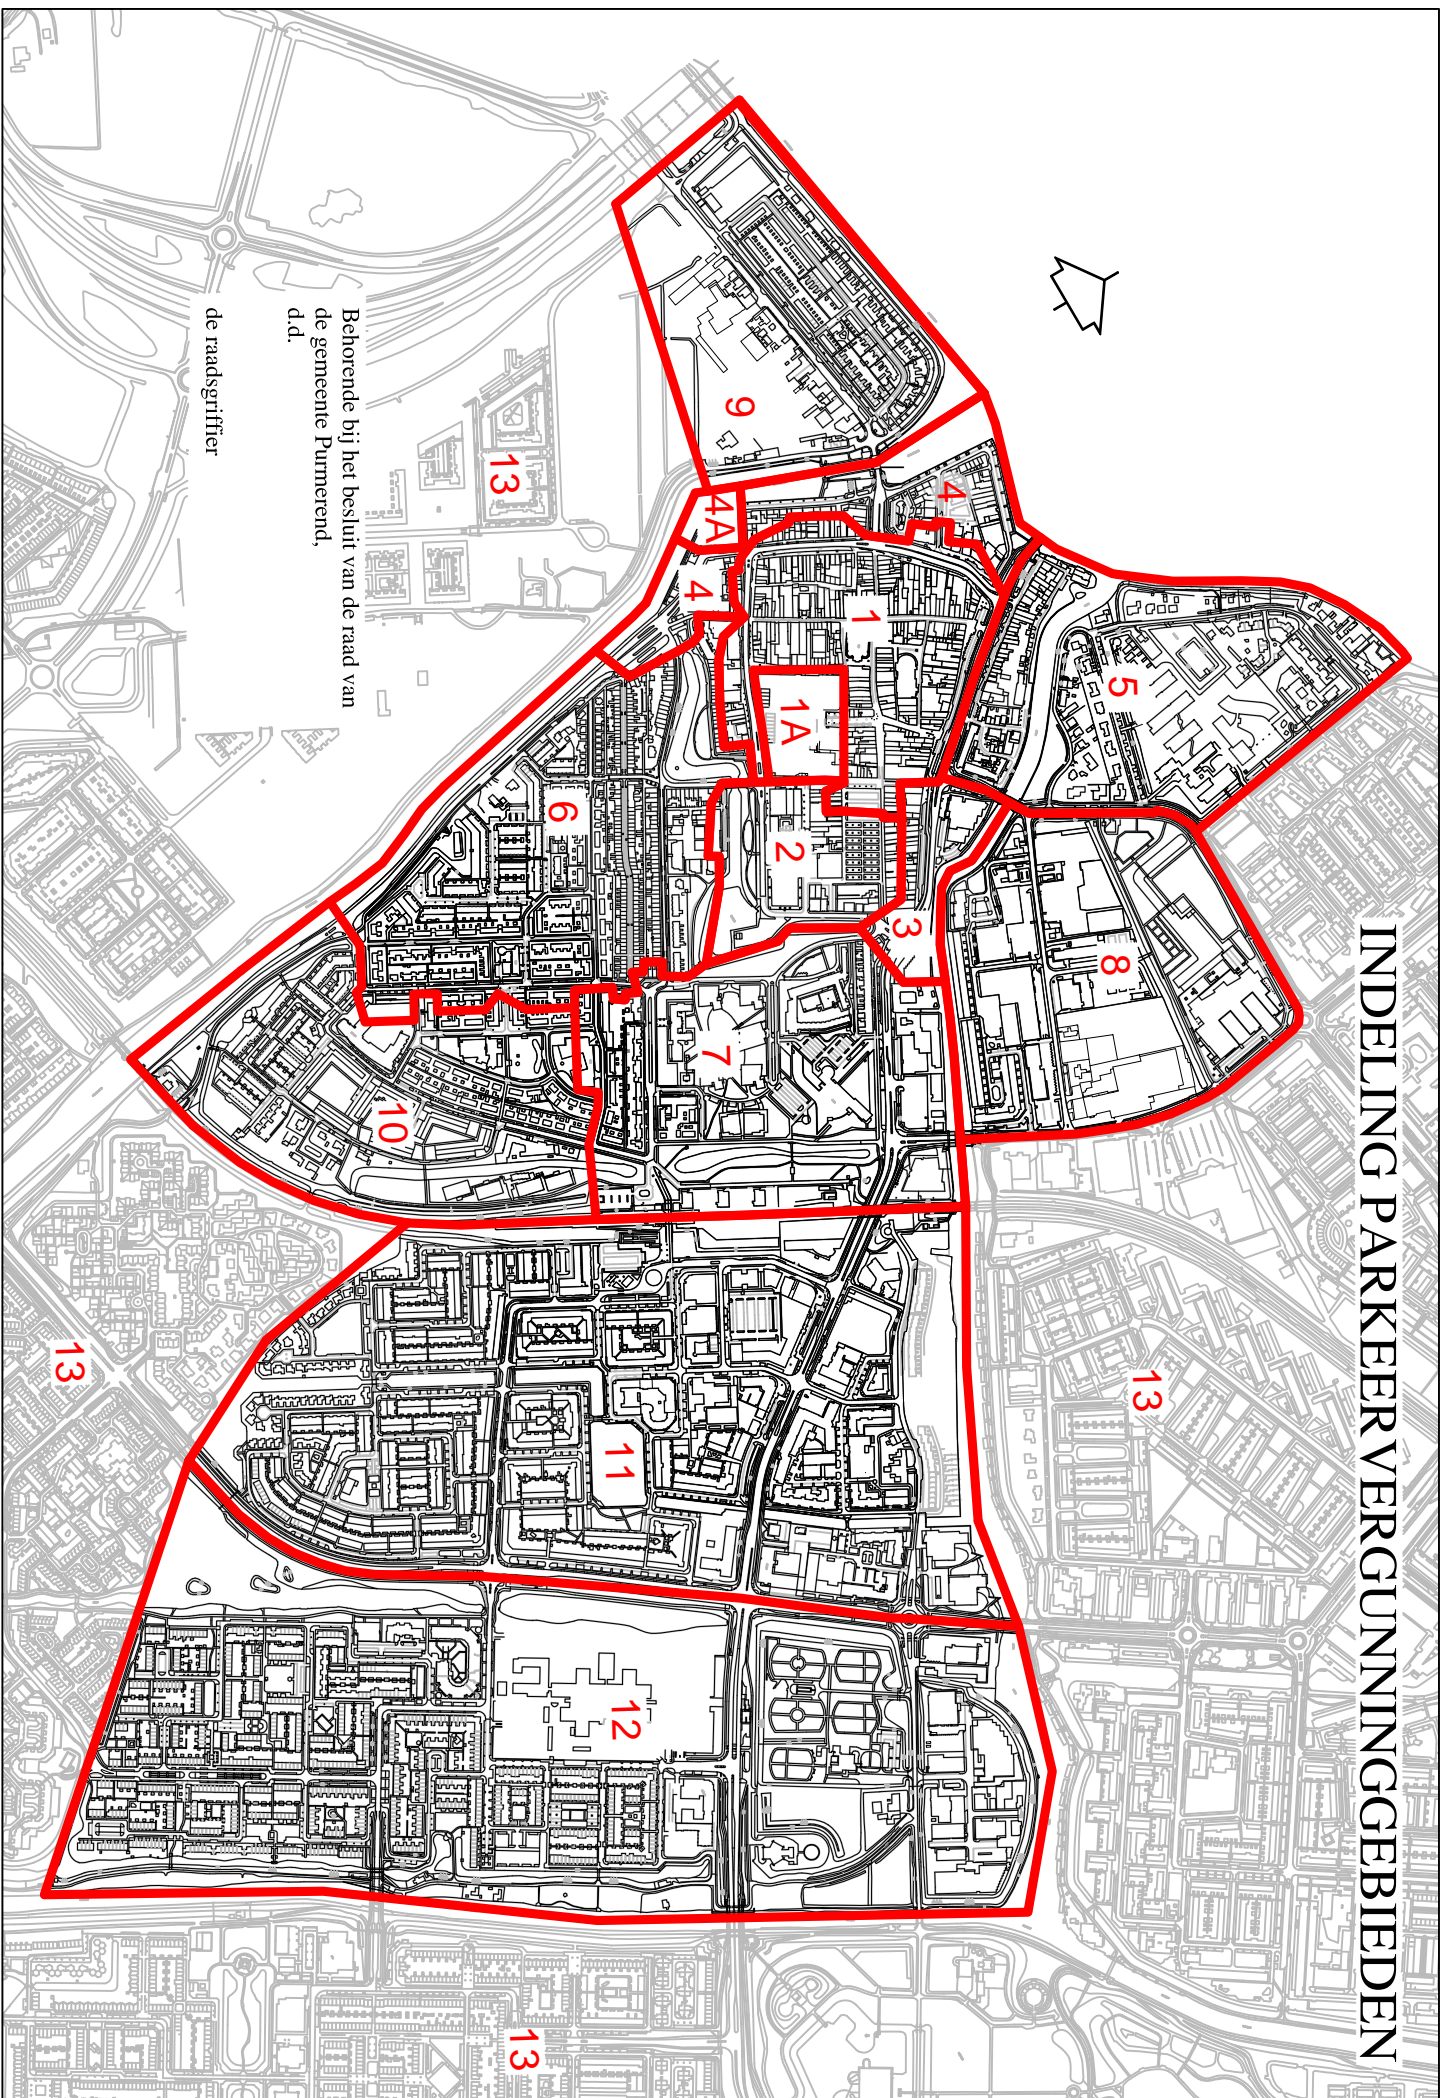 INDELING PARKEERVERGUNNINGGEBIEDEN
9
4
5
13
4A
4
1
1A
6
2
3
8
7
10
13
13
11
12
13
Behorende bij het besluit van de raad van
de gemeente Purmerend,
d.d.
de raadsgriffier